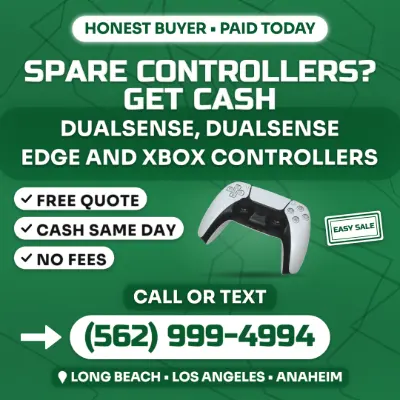 HONEST BUYER • PAID TODAY
SPARE CONTROLLERS?
GET CASH
DUALSENSE, DUALSENSE
EDGE AND XBOX CONTROLLERS
FREE QUOTE
CASH SAME DAY
NO FEES
EASY SALE
CALL OR TEXT
(562) 999-4994
LONG BEACH • LOS ANGELES • ANAHEIM